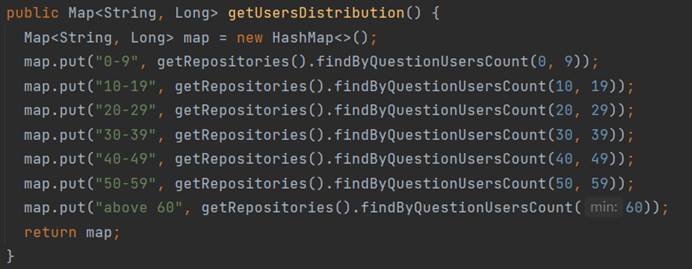 public Map<String, Long> getUsersDistribution() {
Map<String, Long> map = new HashMap<>();
map.put("0-9", getRepositories().findByQuestionUsersCount(0, 9));
map.put("10-19", getRepositories().findByQuestionUsersCount(10, 19));
map.put("20-29", getRepositories().findByQuestionUsersCount(20, 29));
map.put("30-39", getRepositories().findByQuestionUsersCount(30, 39));
map.put("40-49", getRepositories().findByQuestionUsersCount(40, 49));
map.put("50-59", getRepositories().findByQuestionUsersCount(50, 59));
map.put("above 60", getRepositories().findByQuestionUsersCount( min: 60));
return map;
}